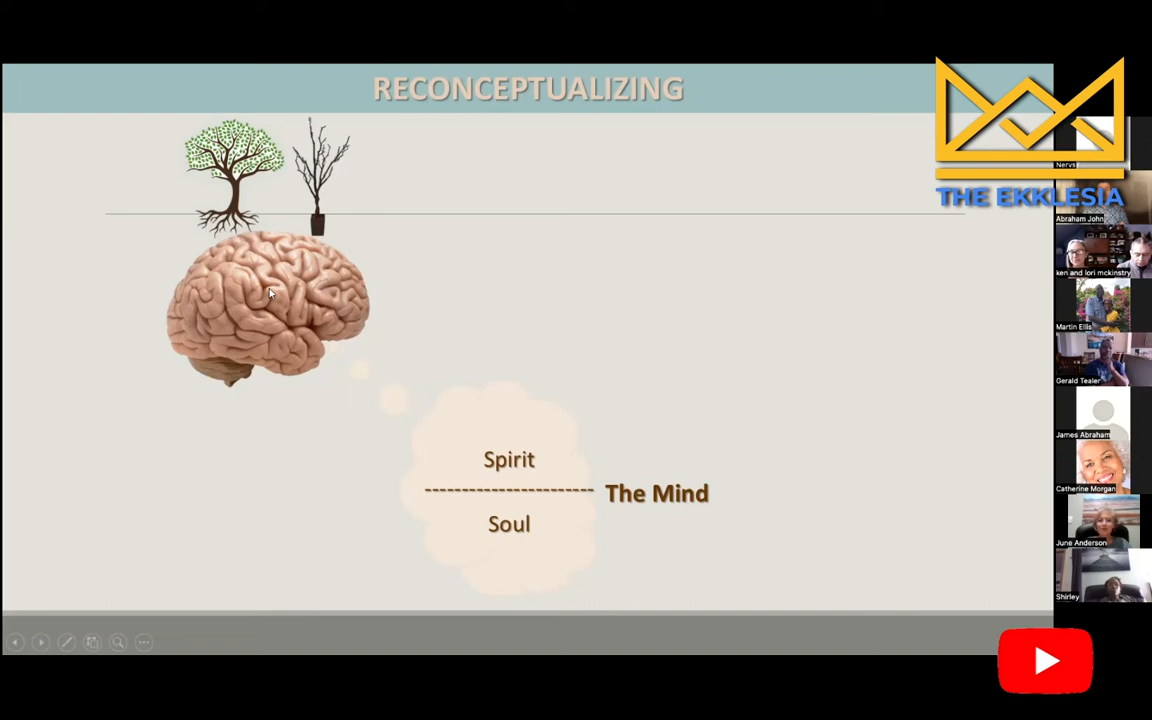 RECONCEPTUALIZING
THE EKKLESIA
Nervs
Abraham John
ken and lori mckinstry
Martin Ellis
Gerald Tealer
James Abraham
Catherine Morgan
June Anderson
Shirley
Spirit
-----------------------
The Mind
Soul